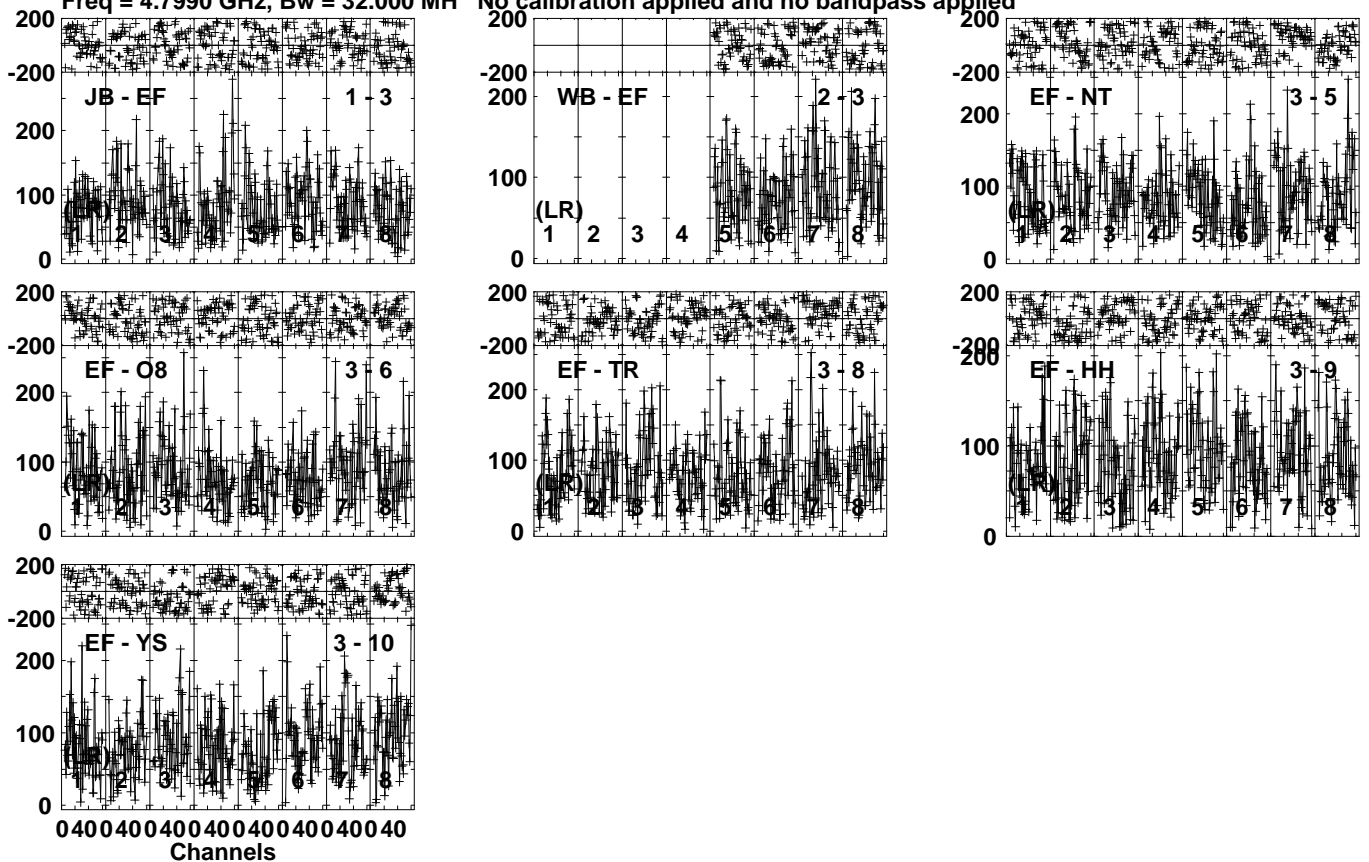 Freq = 4.7990 GHz, Bw = 32.000 MH No calibration applied and no bandpass applied
200
-200
JB - EF
1 - 3
200
100
0
(LR)
1 2 3 4 5 6 7 8
200
-200
WB - EF
2 - 3
200
100
0
(LR)
1 2 3 4 5 6 7 8
200
-200
EF - NT
3 - 5
200
100
0
(LR)
1 2 3 4 5 6 7 8
200
-200
EF - O8
3 - 6
200
100
0
(LR)
1 2 3 4 5 6 7 8
200
-200
EF - TR
3 - 8
200
100
0
(LR)
1 2 3 4 5 6 7 8
200
-200
200
EF - HH
3 - 9
100
0
(LR)
1 2 3 4 5 6 7 8
200
-200
EF - YS
3 - 10
200
100
0
(LR)
1 2 3 4 5 6 7 8
0 40 0 40 0 40 0 40 0 40 0 40 0 40 0 40
Channels